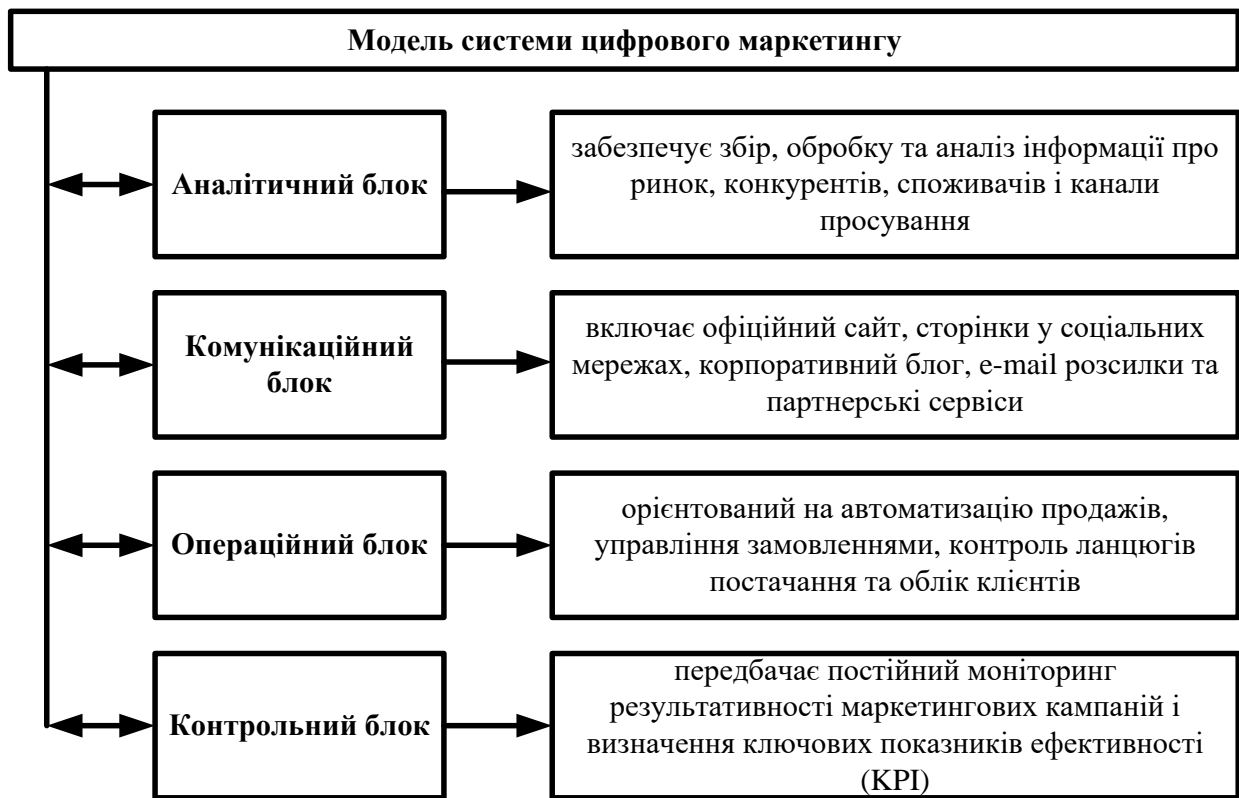 Модель системи цифрового маркетингу
Аналітичний блок
забезпечує збір, обробку та аналіз інформації про
ринок, конкурентів, споживачів і канали
просування
Комунікаційний
блок
включає офіційний сайт, сторінки у соціальних
мережах, корпоративний блог, e-mail розсилки та
партнерські сервіси
Операційний блок
орієнтований на автоматизацію продажів,
управління замовленнями, контроль ланцюгів
постачання та облік клієнтів
Контрольний блок
передбачає постійний моніторинг
результативності маркетингових кампаній і
визначення ключових показників ефективності
(KPI)